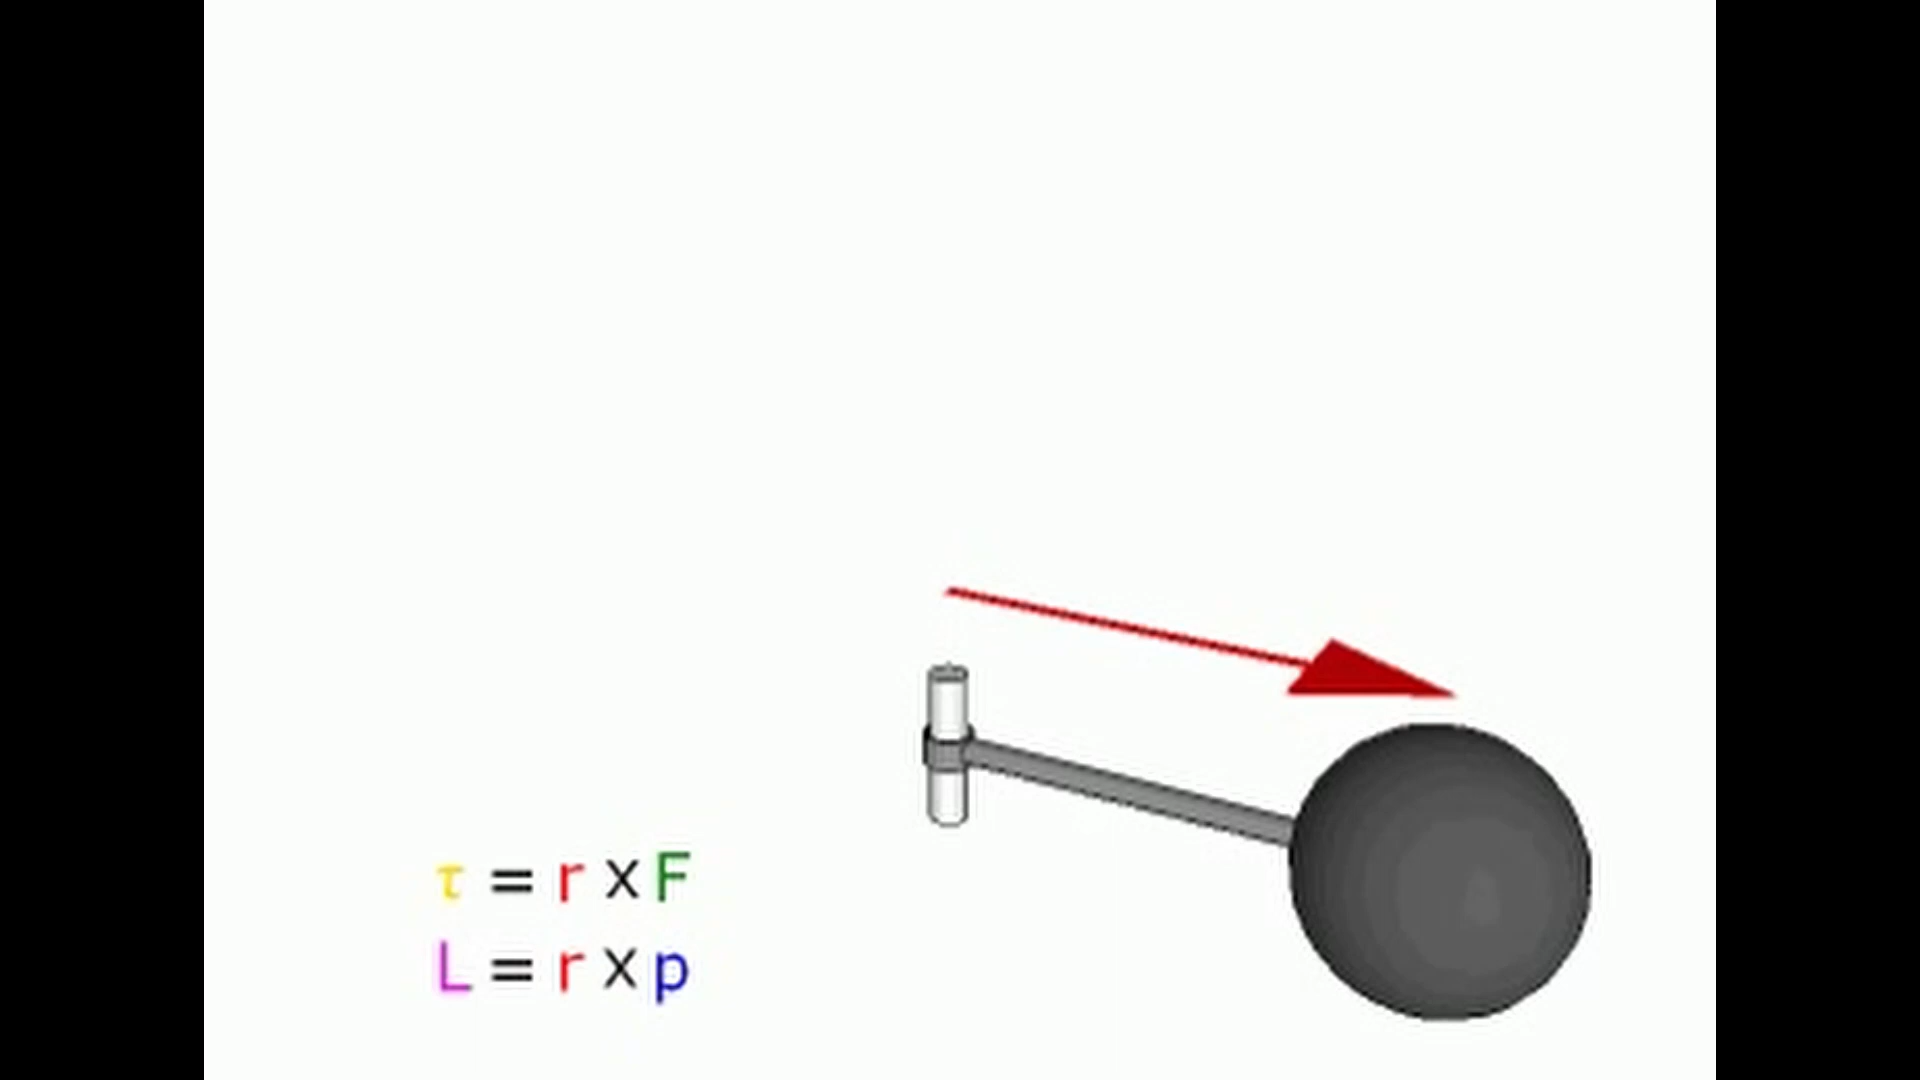 τ = r x F
L = r x p